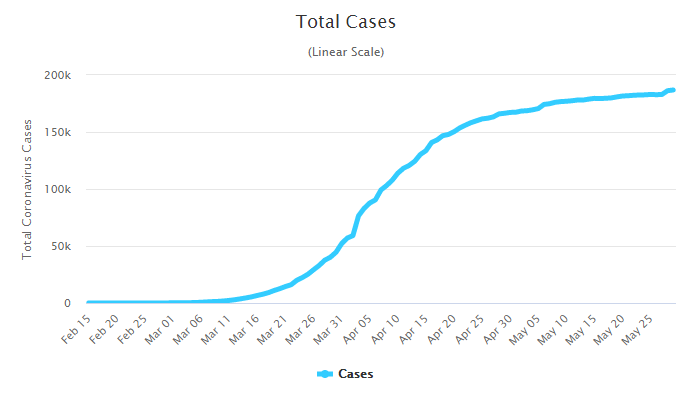 Total Cases
(Linear Scale)
Total Coronavirus Cases
200k
150k
100k
50k
0
Feb 15
Feb 20
Feb 25
Mar 01
Mar 06
Mar 11
Mar 16
Mar 21
Mar 26
Mar 31
Apr 05
Apr 10
Apr 15
Apr 20
Apr 25
Apr 30
May 05
May 10
May 15
May 20
May 25
Cases